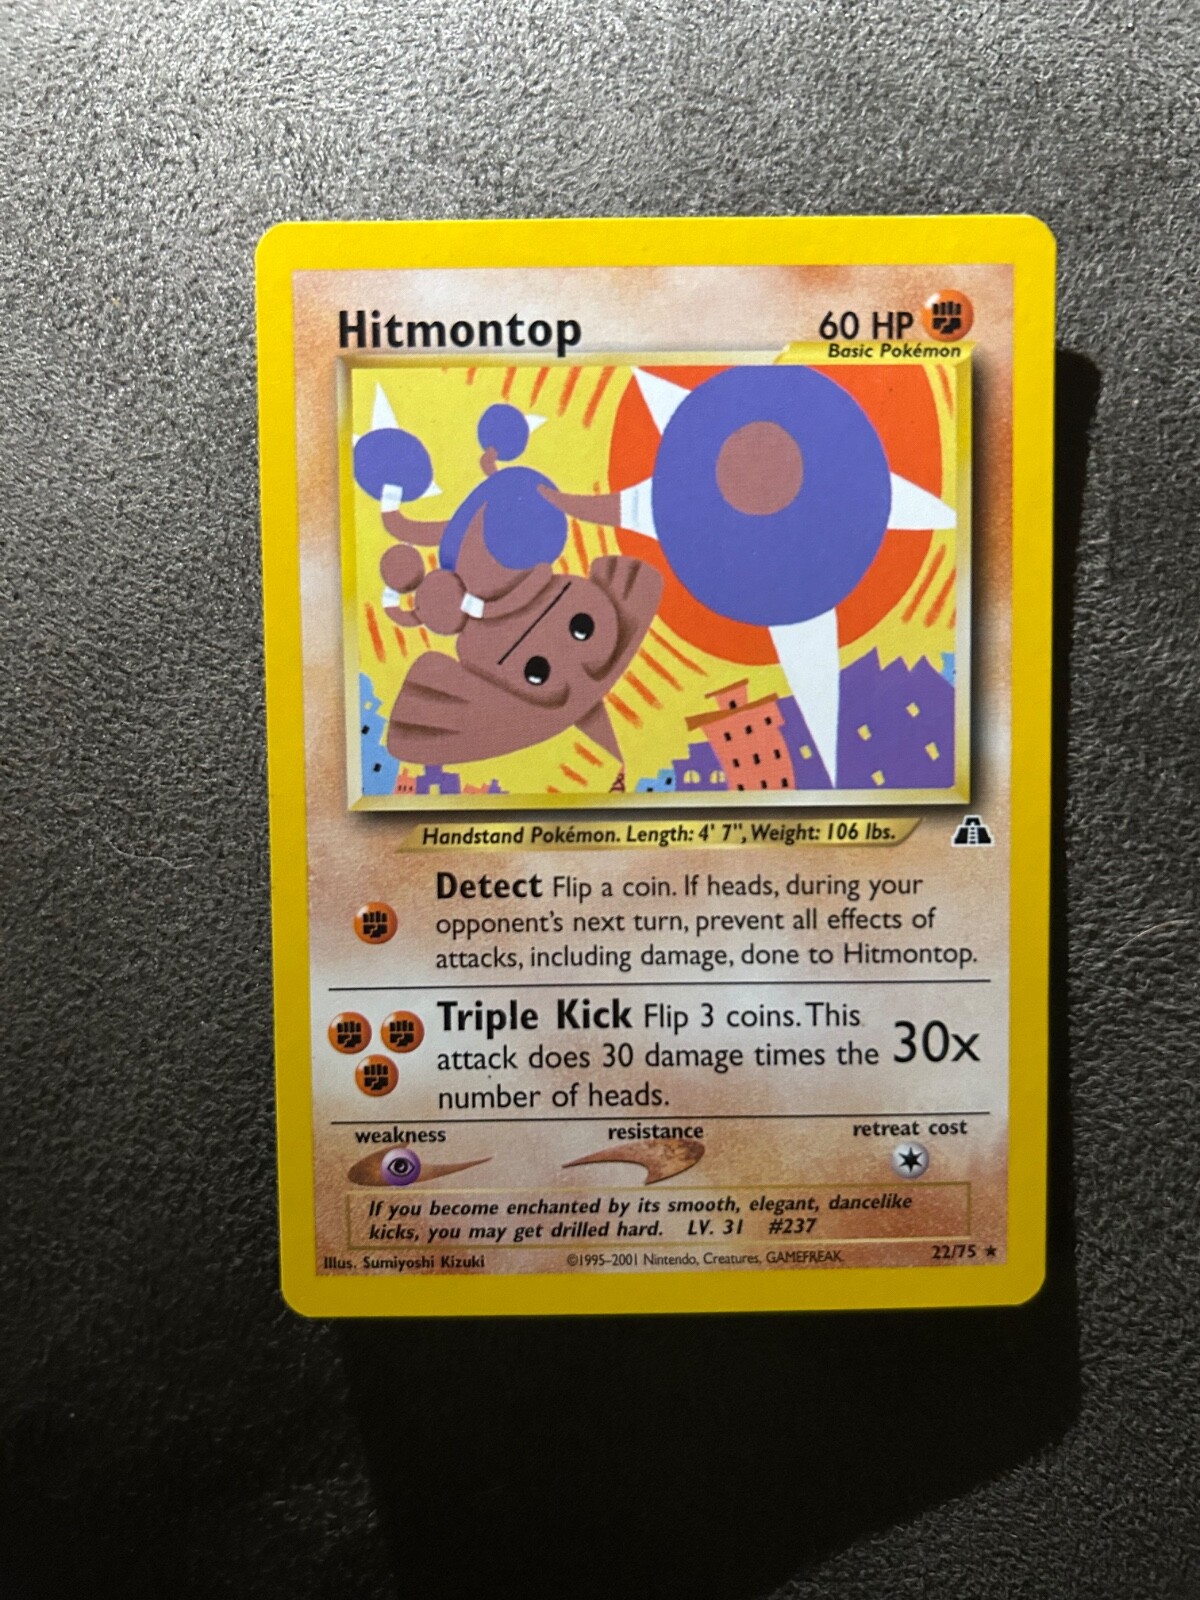 Hitmontop
60 HP
Basic Pokémon
Handstand Pokémon. Length: 4' 7", Weight: 106 lbs.
Detect Flip a coin. If heads, during your
opponent's next turn, prevent all effects of
attacks, including damage, done to Hitmontop.
Triple Kick Flip 3 coins. This
attack does 30 damage times the
number of heads.
30x
weakness
resistance
retreat cost
If you become enchanted by its smooth, elegant, dancelike
kicks, you may get drilled hard. LV. 31 #237
Illus. Sumiyoshi Kizuki
©1995-2001 Nintendo, Creatures, GAMEFREAK.
22/75 ★